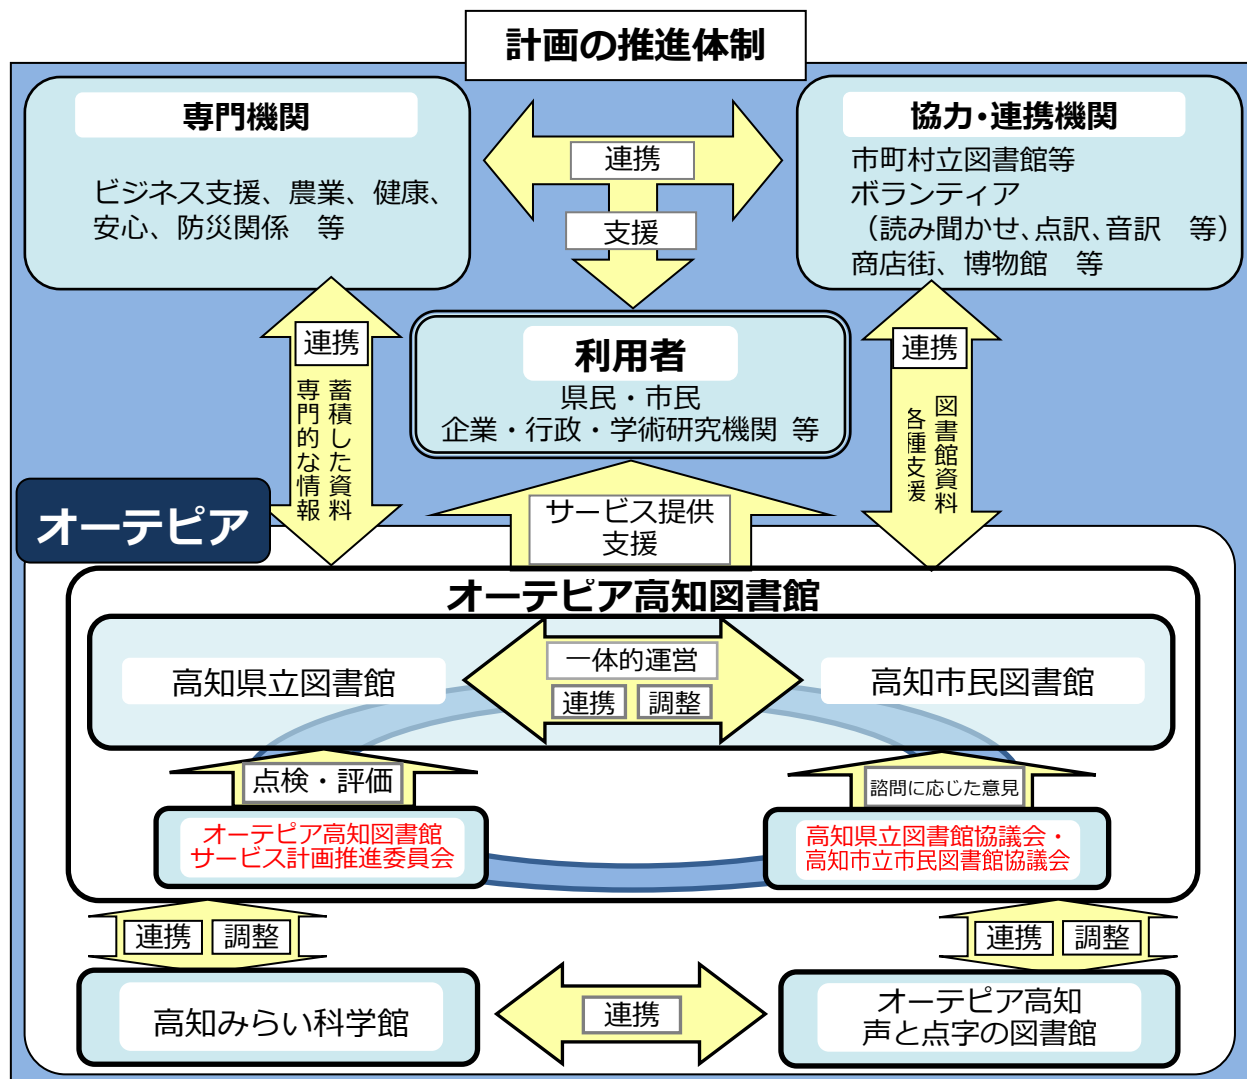 計画の推進体制
専門機関
ビジネス支援、農業、健康、
安心、防災関係　等
連携
支援
協力・連携機関
市町村立図書館等
ボランティア
（読み聞かせ、点訳、音訳　等）
商店街、博物館　等
連携
蓄積した資料
専門的な情報
利用者
県民・市民
企業・行政・学術研究機関 等
連携
図書館資料
各種支援
サービス提供
支援
オーテピア
オーテピア高知図書館
高知県立図書館
一体的運営
連携
調整
高知市民図書館
点検・評価
オーテピア高知図書館
サービス計画推進委員会
諮問に応じた意見
高知県立図書館協議会・
高知市立市民図書館協議会
連携
調整
連携
調整
高知みらい科学館
連携
オーテピア高知
声と点字の図書館